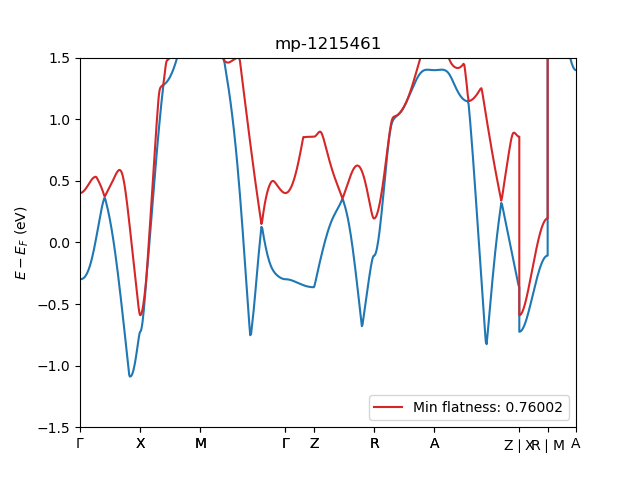 mp-1215461
E − E_F (eV)
1.5
1.0
0.5
0.0
−0.5
−1.0
−1.5
Min flatness: 0.76002
Γ X M Γ Z R A Z | X R | M A